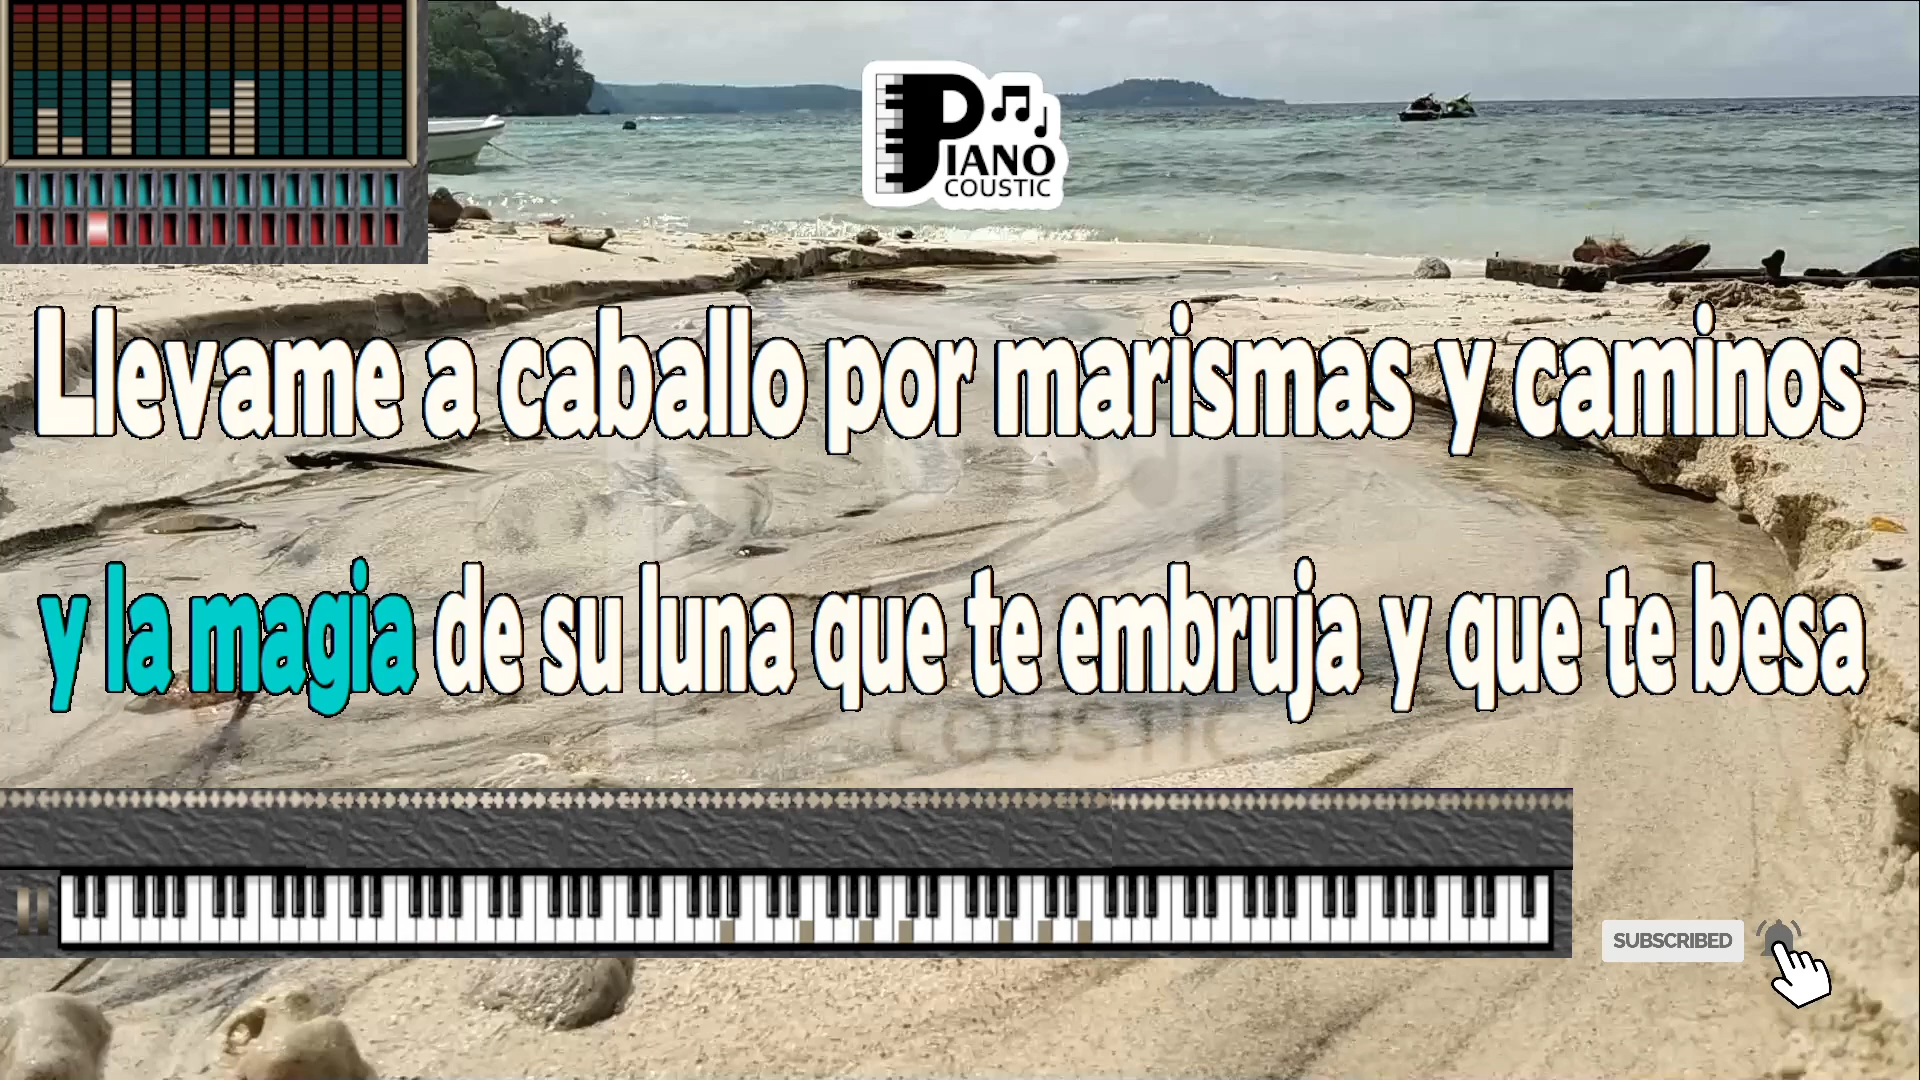 PIANO
COUSTIC
Llevame a caballo por marismas y caminos
y la magia de su luna que te embruja y que te besa
COUSTIC
SUBSCRIBED